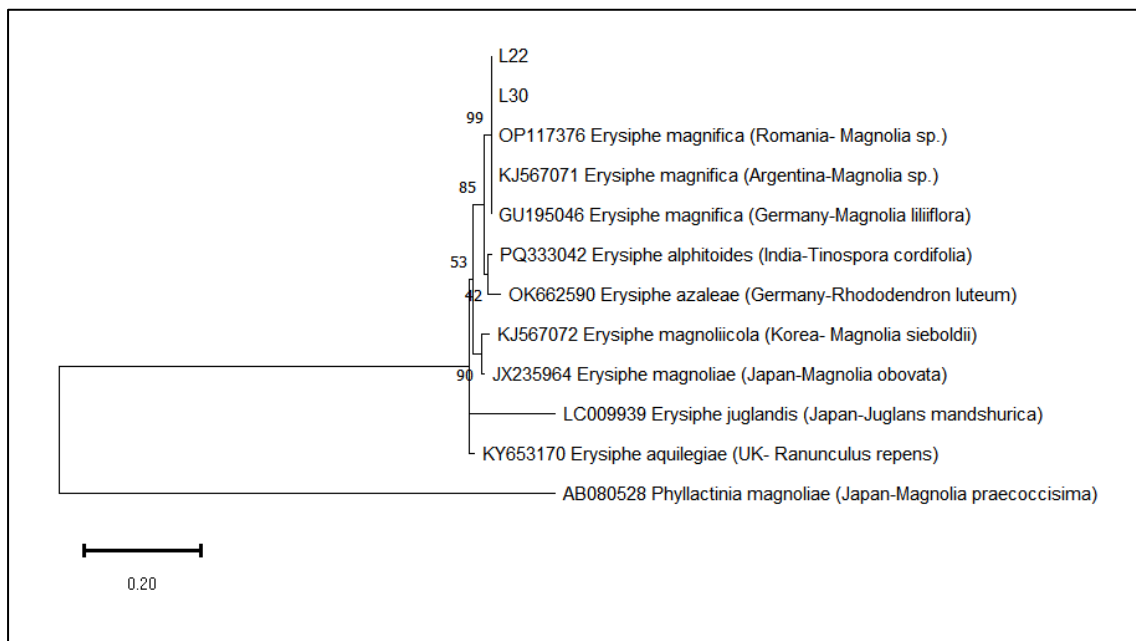 L22
L30
99
OP117376 Erysiphe magnifica (Romania- Magnolia sp.)
KJ567071 Erysiphe magnifica (Argentina-Magnolia sp.)
85
GU195046 Erysiphe magnifica (Germany-Magnolia liliiflora)
PQ333042 Erysiphe alphitoides (India-Tinospora cordifolia)
53
42
OK662590 Erysiphe azaleae (Germany-Rhododendron luteum)
KJ567072 Erysiphe magnoliicola (Korea- Magnolia sieboldii)
90
JX235964 Erysiphe magnoliae (Japan-Magnolia obovata)
LC009939 Erysiphe juglandis (Japan-Juglans mandshurica)
KY653170 Erysiphe aquilegiae (UK- Ranunculus repens)
AB080528 Phyllactinia magnoliae (Japan-Magnolia praecoccisima)
0.20